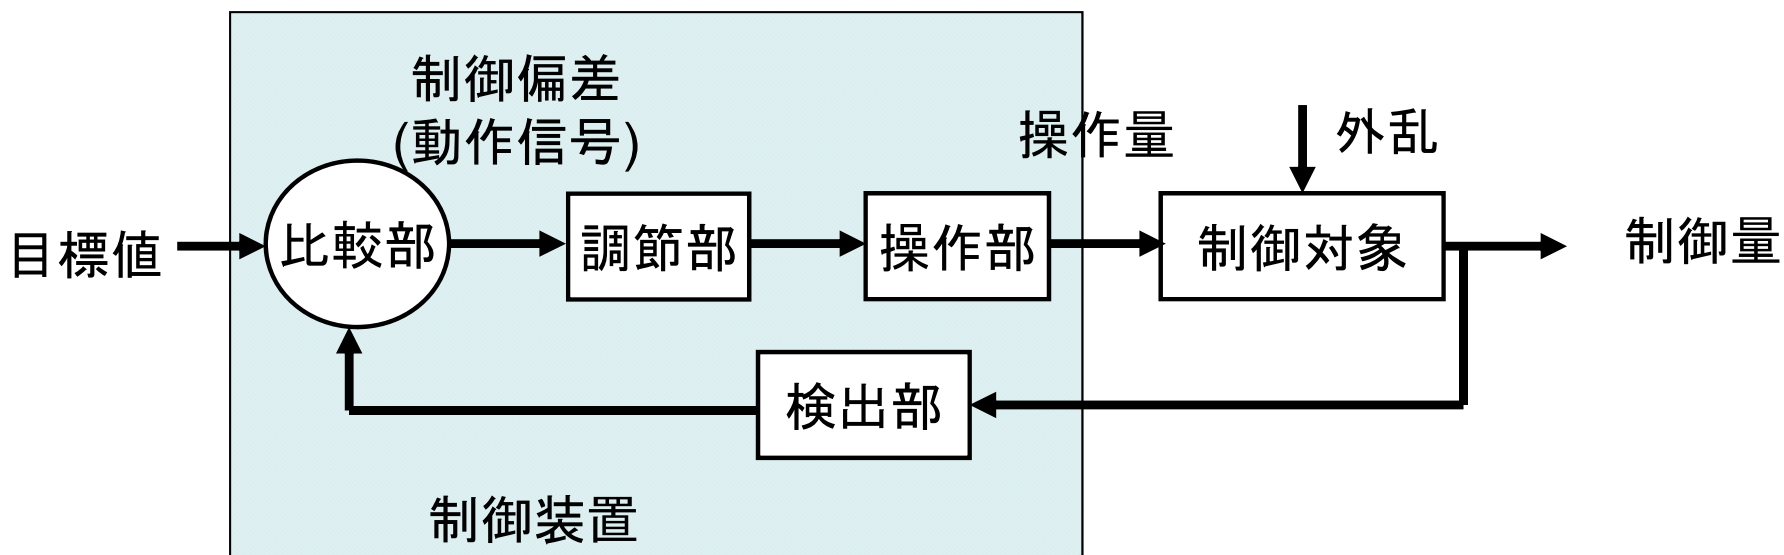 制御偏差
(動作信号)
操作量
外乱
目標値
比較部
調節部
操作部
制御対象
制御量
検出部
制御装置